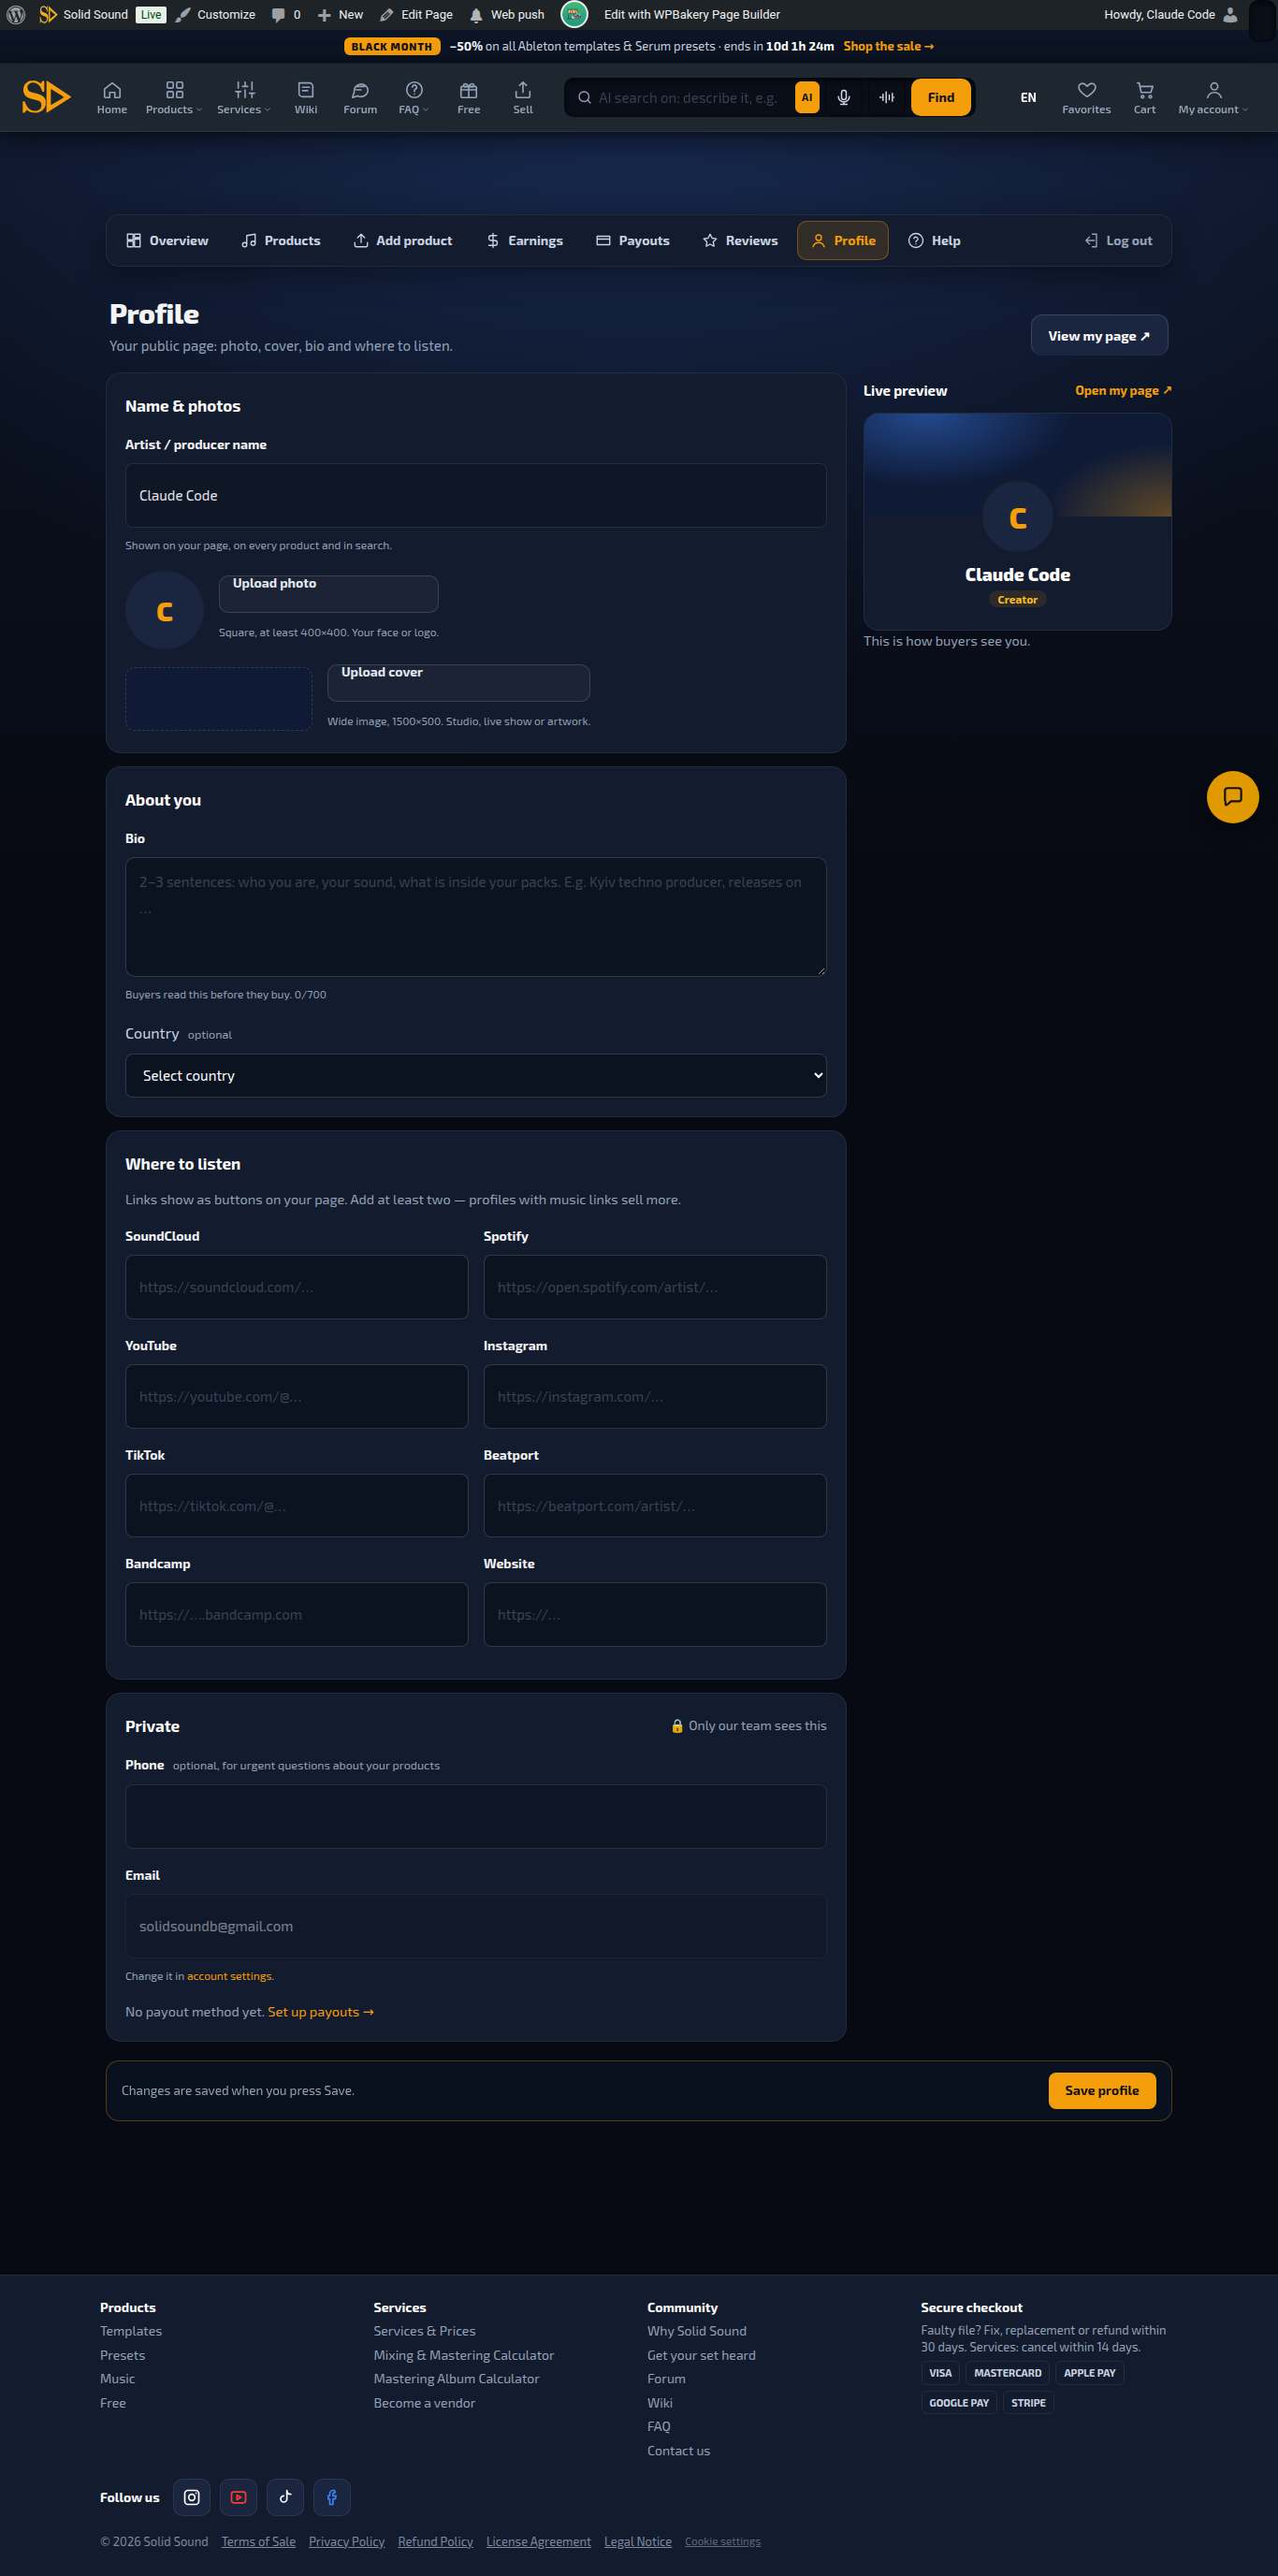 Solid Sound Live Customize 0 New Edit Page Web push Edit with WPBakery Page Builder Howdy, Claude Code
BLACK MONTH −50% on all Ableton templates & Serum presets · ends in 10d 1h 24m Shop the sale →
Home Products Services Wiki Forum FAQ Free Sell AI search on: describe it, e.g. AI Find EN Favorites Cart My account
Overview Products Add product Earnings Payouts Reviews Profile Help Log out
Profile
Your public page: photo, cover, bio and where to listen.
View my page ↗
Name & photos
Artist / producer name
Claude Code
Shown on your page, on every product and in search.
C
Upload photo
Square, at least 400×400. Your face or logo.
Upload cover
Wide image, 1500×500. Studio, live show or artwork.
Live preview Open my page ↗
C
Claude Code
Creator
This is how buyers see you.
About you
Bio
2–3 sentences: who you are, your sound, what is inside your packs. E.g. Kyiv techno producer, releases on
…
Buyers read this before they buy. 0/700
Country optional
Select country
Where to listen
Links show as buttons on your page. Add at least two — profiles with music links sell more.
SoundCloud Spotify
https://soundcloud.com/… https://open.spotify.com/artist/…
YouTube Instagram
https://youtube.com/@… https://instagram.com/…
TikTok Beatport
https://tiktok.com/@… https://beatport.com/artist/…
Bandcamp Website
https://….bandcamp.com https://…
Private 🔒 Only our team sees this
Phone optional, for urgent questions about your products
Email
solidsoundb@gmail.com
Change it in account settings.
No payout method yet. Set up payouts →
Changes are saved when you press Save. Save profile
Products Services Community Secure checkout
Templates Services & Prices Why Solid Sound Faulty file? Fix, replacement or refund within
30 days. Services: cancel within 14 days.
Presets Mixing & Mastering Calculator Get your set heard
Music Mastering Album Calculator Forum VISA MASTERCARD APPLE PAY
Free Become a vendor Wiki GOOGLE PAY STRIPE
FAQ
Contact us
Follow us
© 2026 Solid Sound Terms of Sale Privacy Policy Refund Policy License Agreement Legal Notice Cookie settings